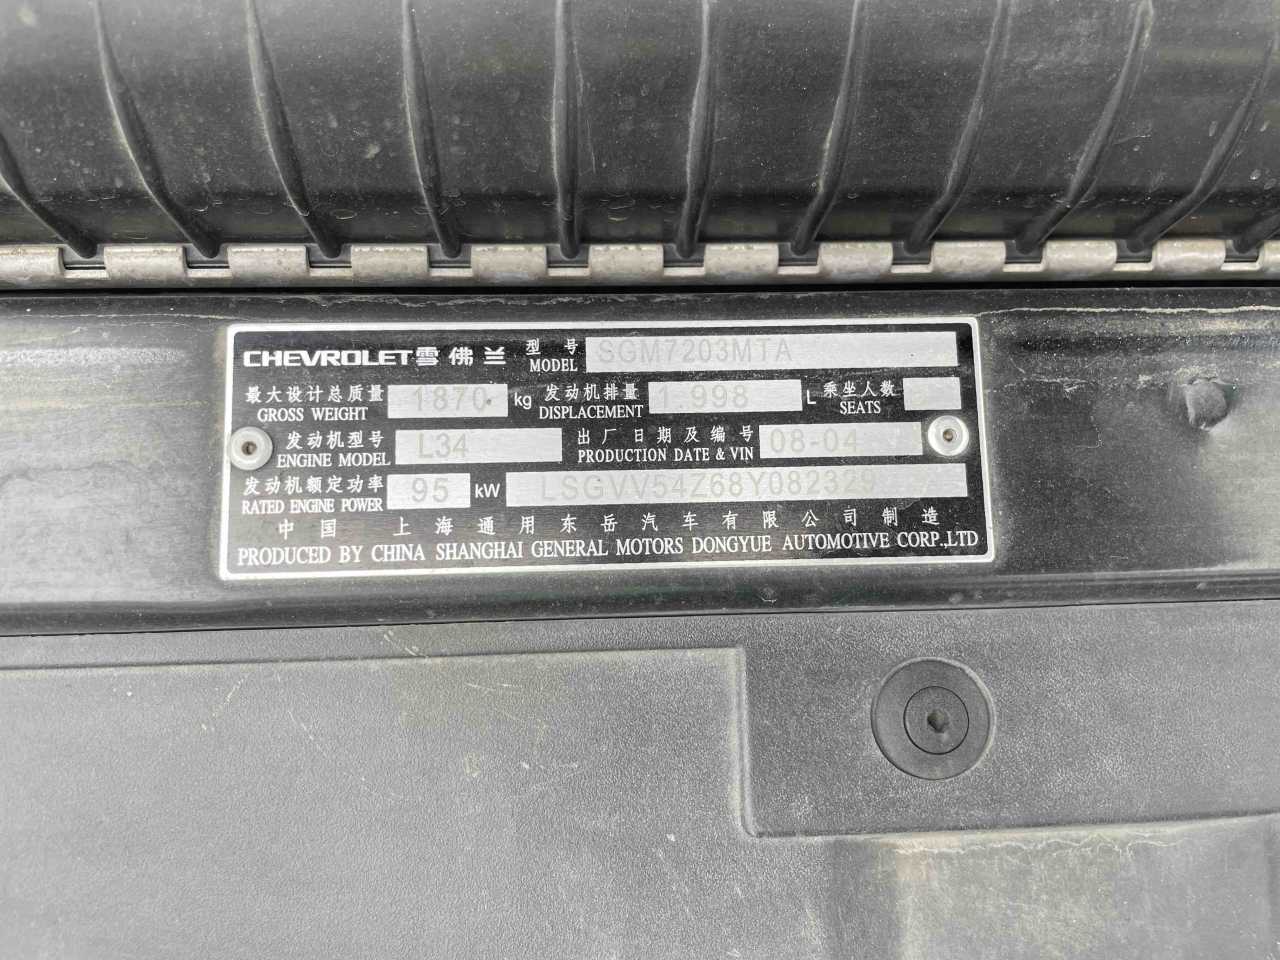 CHEVROLET雪佛兰 型号 MODEL SGM7203MTA
最大设计总质量 GROSS WEIGHT 1870 kg 发动机排量 DISPLACEMENT 1.998 L 乘坐人数 SEATS
发动机型号 ENGINE MODEL L34 出厂日期及编号 PRODUCTION DATE & VIN 08-04
发动机额定功率 RATED ENGINE POWER 95 kW LSGVV54Z68Y082329
中国 上海通用东岳汽车有限公司制造
PRODUCED BY CHINA SHANGHAI GENERAL MOTORS DONGYUE AUTOMOTIVE CORP.,LTD